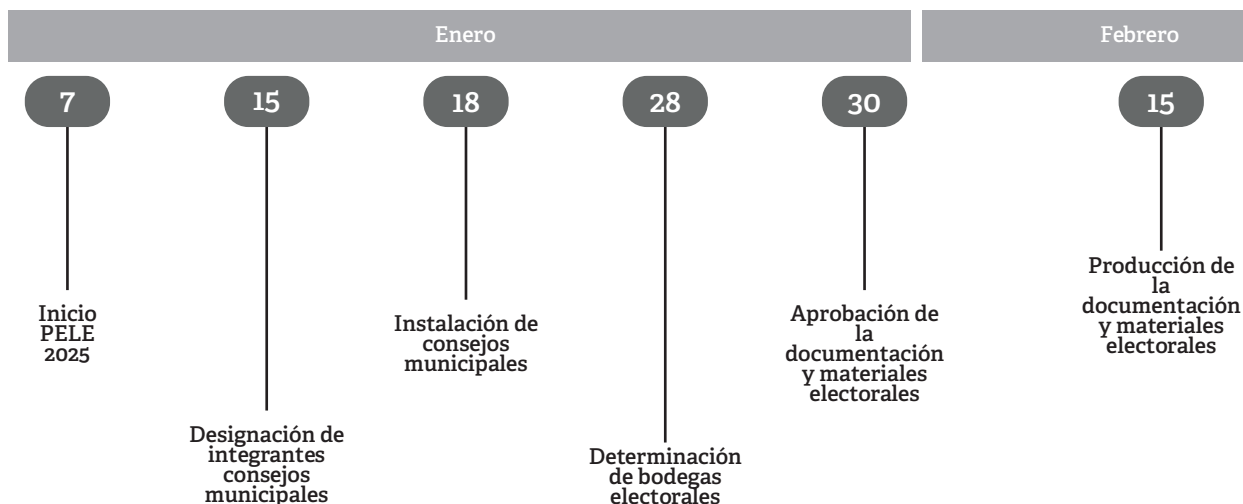 Enero
Febrero
7
15
18
28
30
15
Inicio
PELE
2025
Designación de
integrantes
consejos
municipales
Instalación de
consejos
municipales
Determinación
de bodegas
electorales
Aprobación de
la
documentación
y materiales
electorales
Producción de
la
documentación
y materiales
electorales